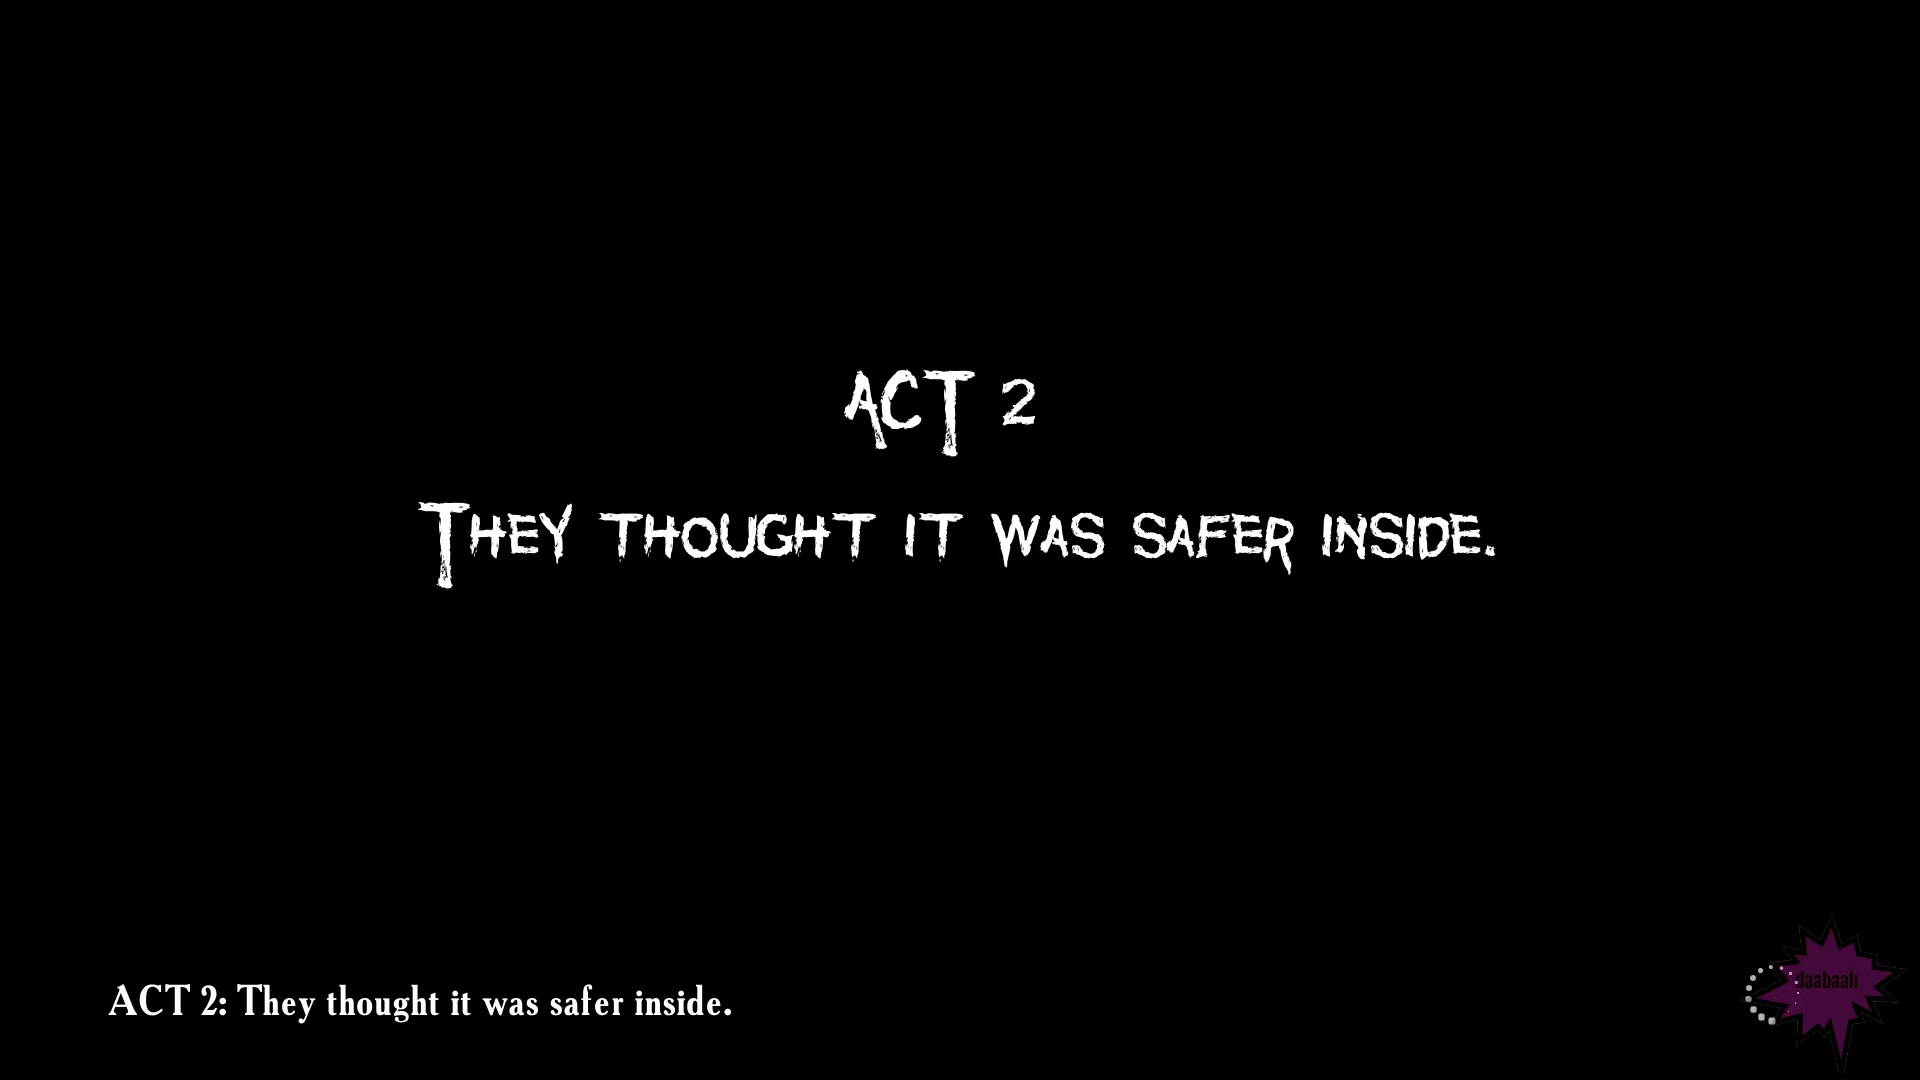 ACT 2
They thought it was safer inside.
ACT 2: They thought it was safer inside.
daabaah